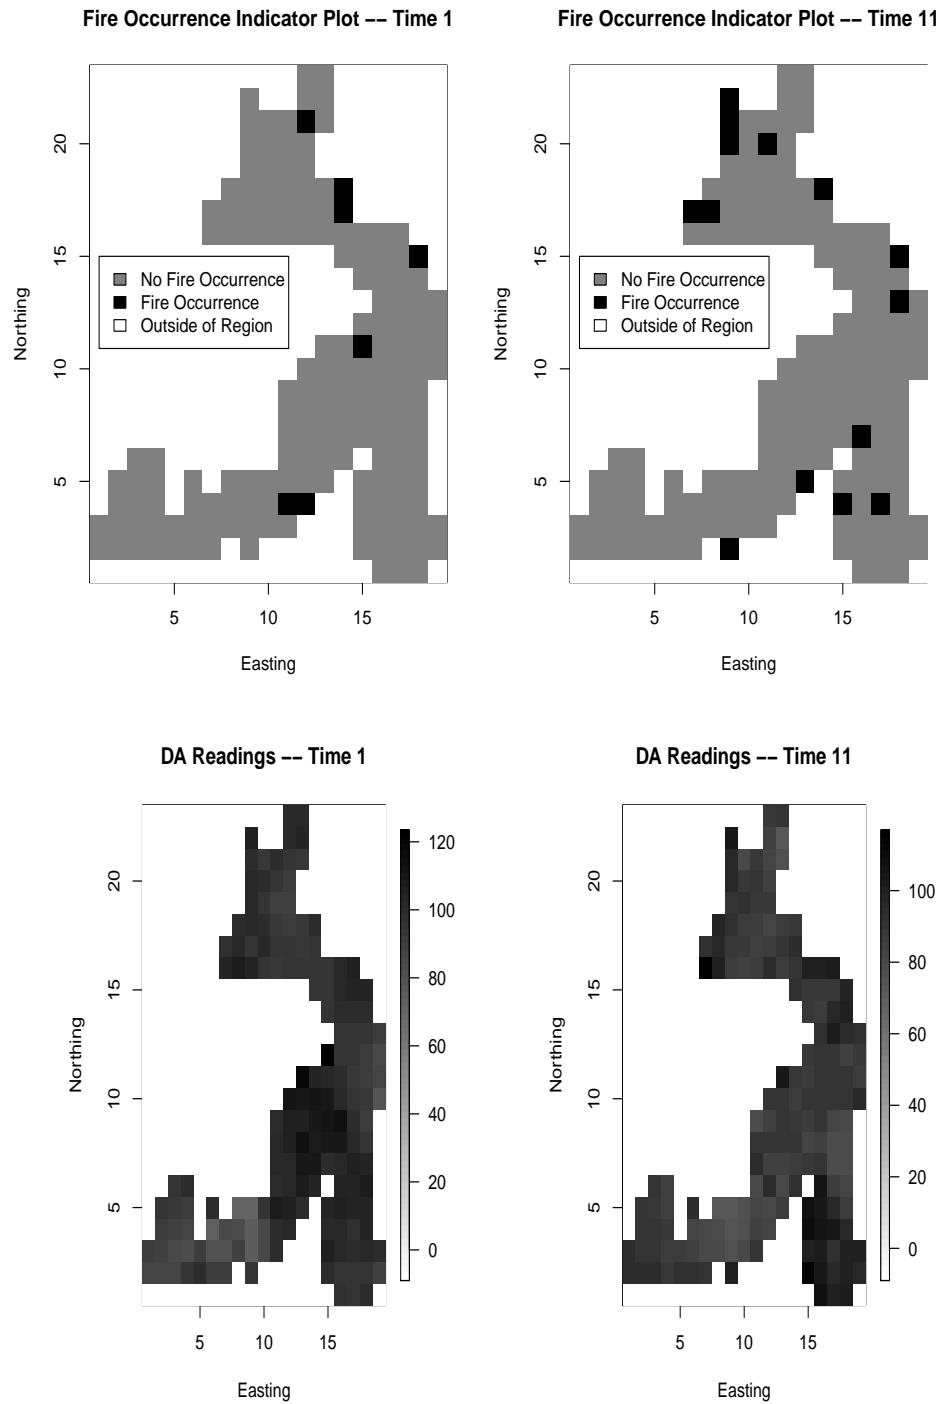 Fire Occurrence Indicator Plot −− Time 1
20
15
10
5
Northing
No Fire Occurrence
Fire Occurrence
Outside of Region
5
10
15
Easting
Fire Occurrence Indicator Plot −− Time 11
20
15
10
5
Northing
No Fire Occurrence
Fire Occurrence
Outside of Region
5
10
15
Easting
DA Readings −− Time 1
20
15
10
5
Northing
5
10
15
Easting
120
100
80
60
40
20
0
DA Readings −− Time 11
20
15
10
5
Northing
5
10
15
Easting
100
80
60
40
20
0